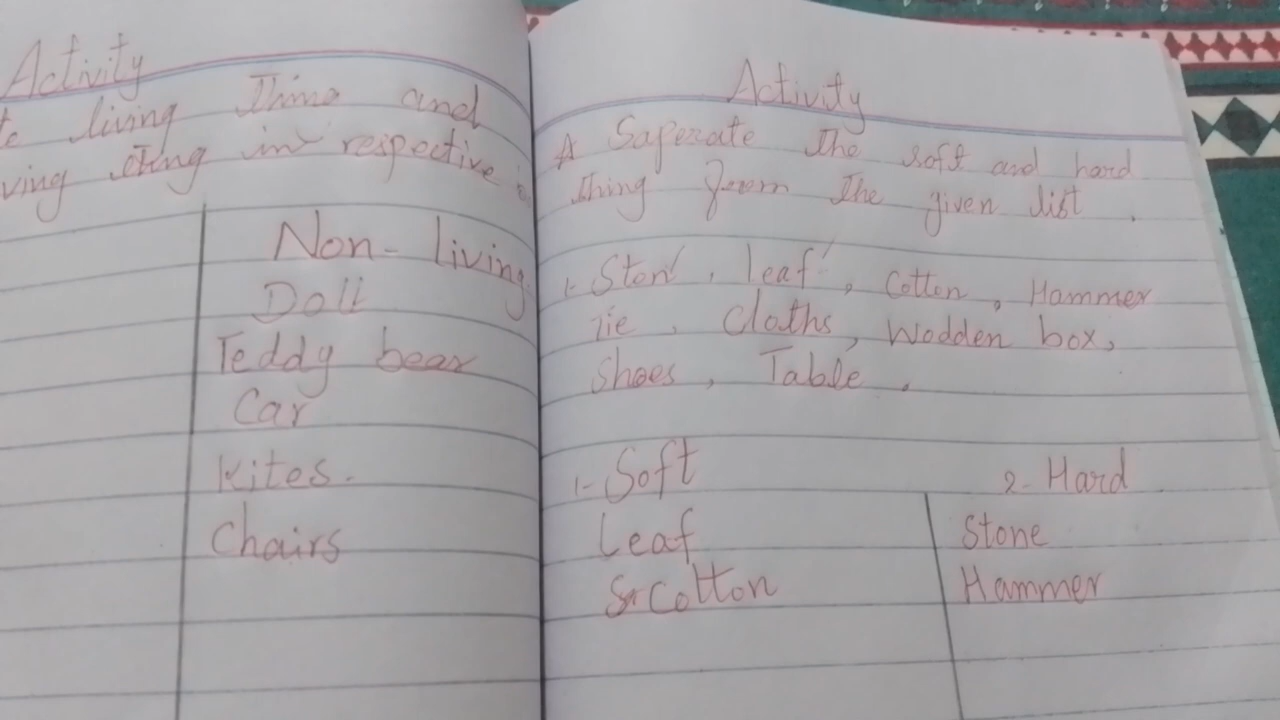 Activity
living Thing and
ving thing in respective
Non-living
Doll
Teddy bear
Car
Kites.
Chairs
Activity
Saperate The soft and hard
Thing from The given list .
1- Ston , leaf , Cotton , Hammer
Tie , Cloths , Wodden box,
Shoes , Table .
1- Soft 2- Hard
Leaf Stone
Cotton Hammer